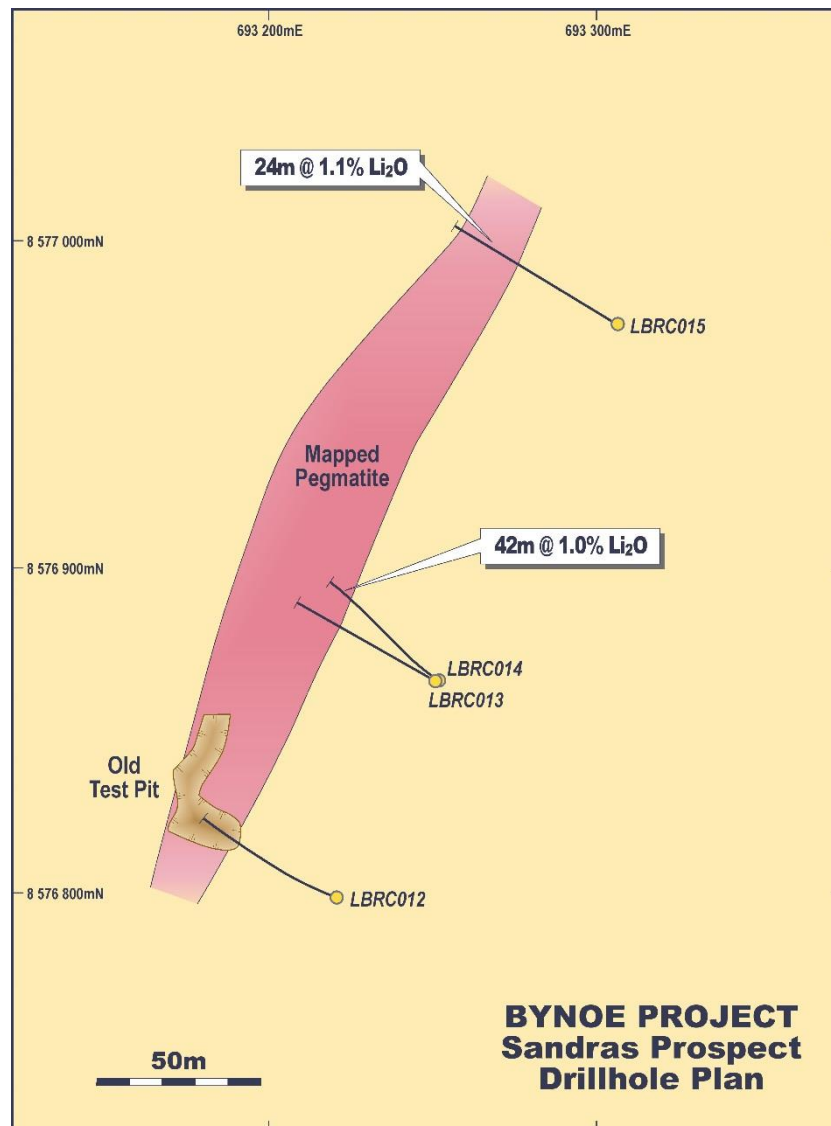 693 200mE
693 300mE
24m @ 1.1% Li₂O
8 577 000mN
LBRC015
Mapped
Pegmatite
42m @ 1.0% Li₂O
8 576 900mN
LBRC014
LBRC013
Old
Test Pit
8 576 800mN
LBRC012
BYNOE PROJECT
Sandras Prospect
Drillhole Plan
50m